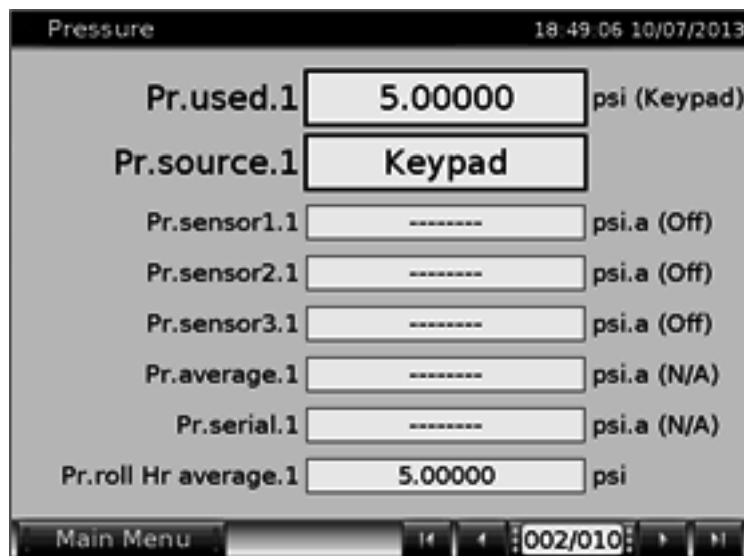 Pressure 18:49:06 10/07/2013
Pr.used.1 5.00000 psi (Keypad)
Pr.source.1 Keypad
Pr.sensor1.1 -------- psi.a (Off)
Pr.sensor2.1 -------- psi.a (Off)
Pr.sensor3.1 -------- psi.a (Off)
Pr.average.1 -------- psi.a (N/A)
Pr.serial.1 -------- psi.a (N/A)
Pr.roll Hr average.1 5.00000 psi
Main Menu 002/010